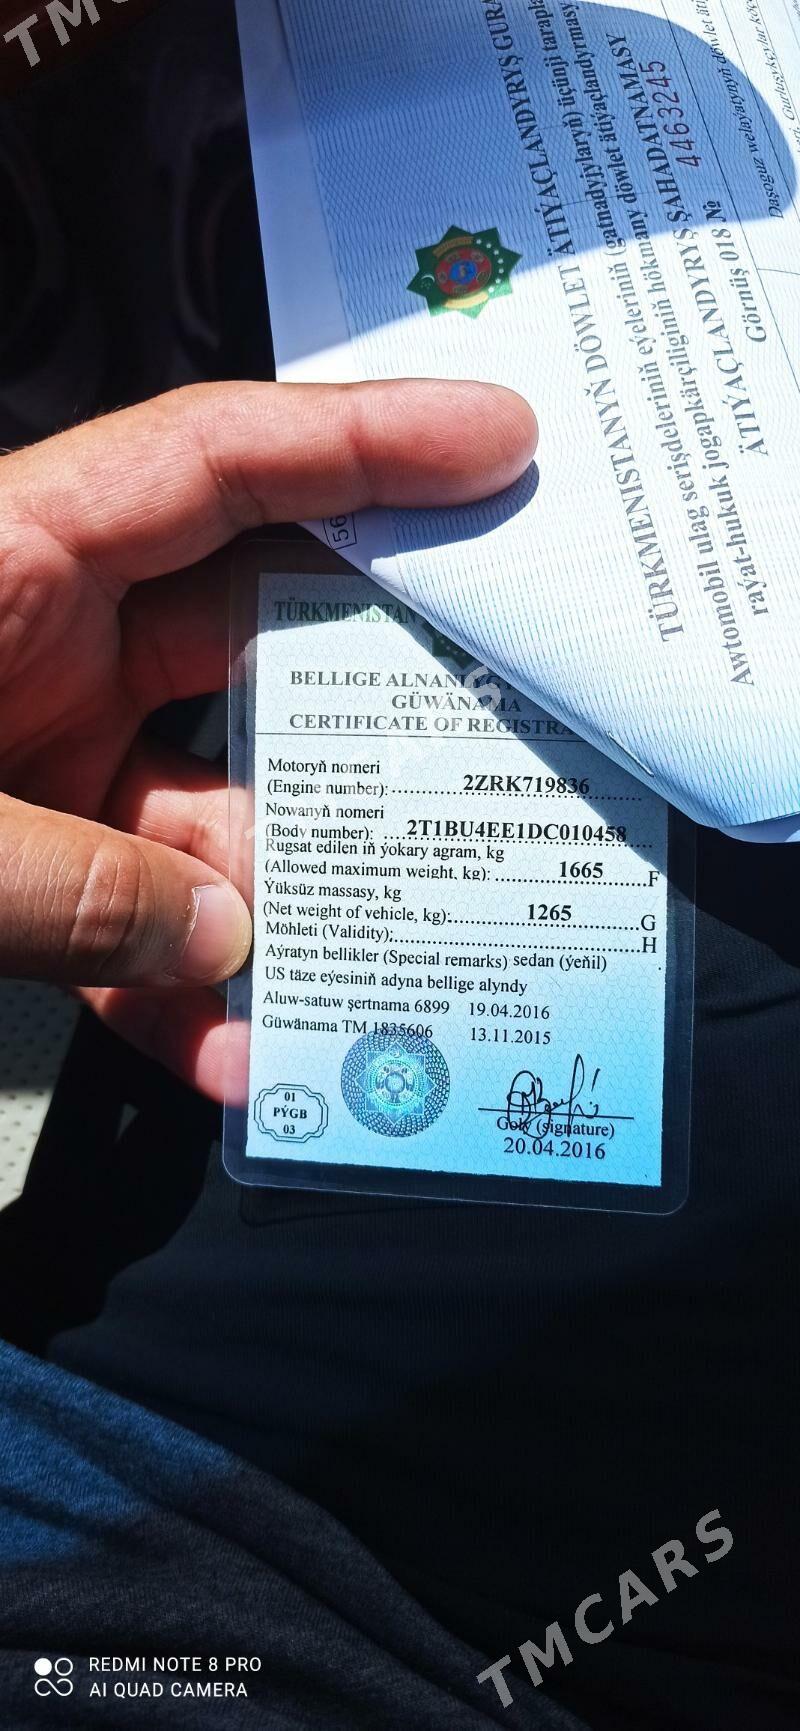 TÜRKMENISTANYŇ DÖWLET ÄTIÝAÇLANDYRYŞ
Awtomobil ulag serişdeleriniň eýeleriniň (gatnadyjylaryň) üçünji
raýat-hukuk jogapkärçiliginiň hökmany döwlet ätiýaçlandyrmasy
ÄTIÝAÇLANDYRYŞ ŞAHADATNAMASY
Görnüş 018 № 4463245
Daşoguz welaýatynyň döwlet
56
TÜRKMENISTAN
BELLIGE
GÜWÄNAMA
CERTIFICATE OF
Motoryň nomeri
(Engine number): 2ZRK719836
Nowanyň nomeri
(Body number): 2T1BU4EE1DC010458
Rugsat edilen iň ýokary agram, kg
(Allowed maximum weight, kg): 1665 F
Ýüksüz massasy, kg
(Net weight of vehicle, kg): 1265 G
Möhleti (Validity): H
Aýratyn bellikler (Special remarks) sedan (ýeňil)
US täze eýesiniň adyna bellige alyndy
Aluw-satuw şertnama 6899 19.04.2016
Güwänama TM 1835606 13.11.2015
01
PÝGB
03
Goly (signature)
20.04.2016
TMCARS
TMCARS
REDMI NOTE 8 PRO
AI QUAD CAMERA